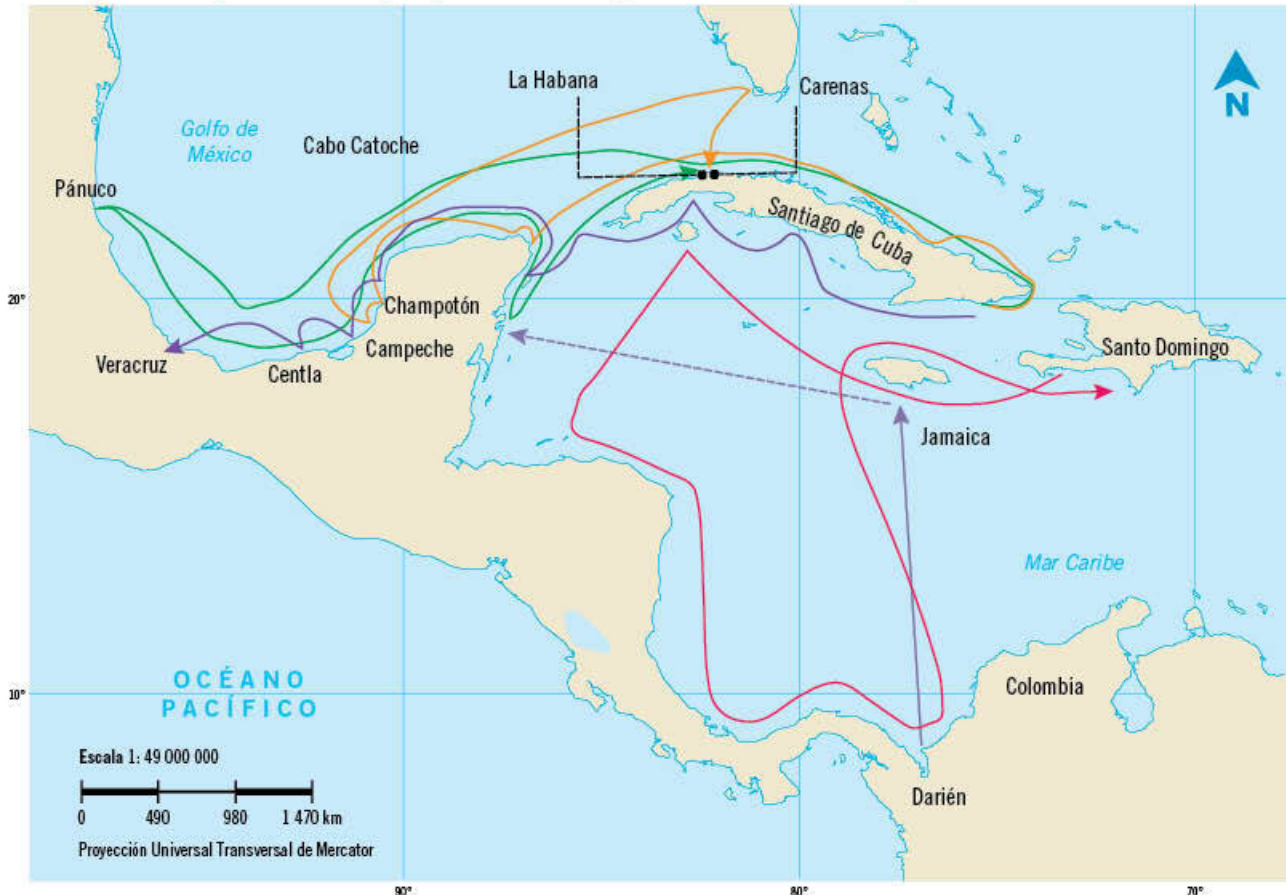 La Habana
Carenas
N
Golfo de
México
Cabo Catoche
Pánuco
Santiago de Cuba
20°
Champotón
Veracruz
Campeche
Centla
Santo Domingo
Jamaica
Mar Caribe
OCÉANO
PACÍFICO
10°
Colombia
Escala 1: 49 000 000
0 490 980 1 470 km
Darién
Proyección Universal Transversal de Mercator
90° 80° 70°